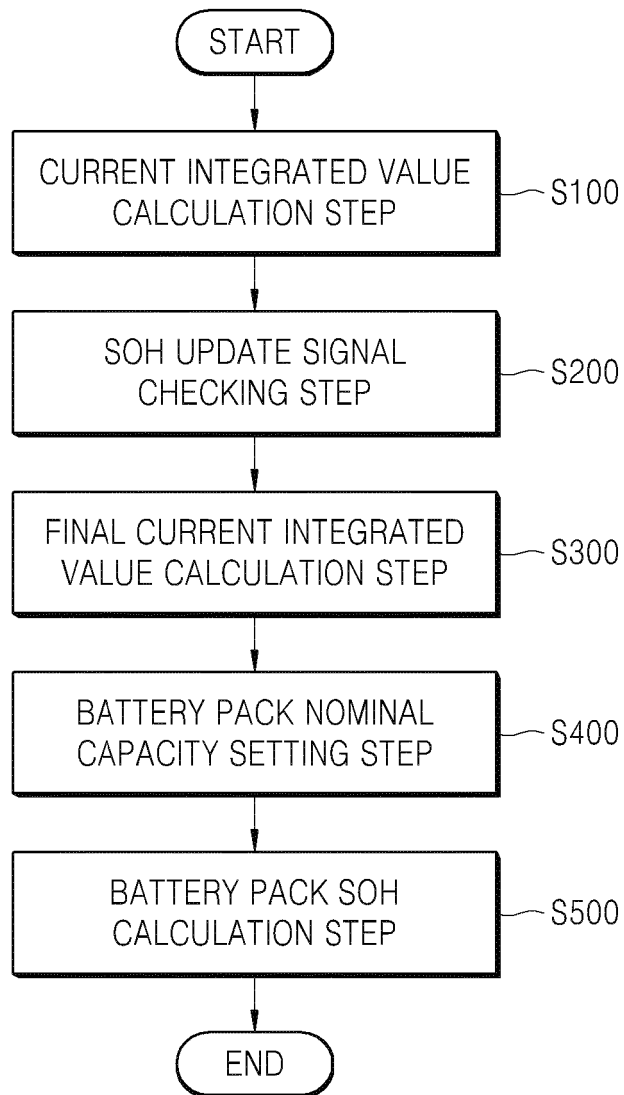 START
CURRENT INTEGRATED VALUE
CALCULATION STEP
S100
SOH UPDATE SIGNAL
CHECKING STEP
S200
FINAL CURRENT INTEGRATED
VALUE CALCULATION STEP
S300
BATTERY PACK NOMINAL
CAPACITY SETTING STEP
S400
BATTERY PACK SOH
CALCULATION STEP
S500
END